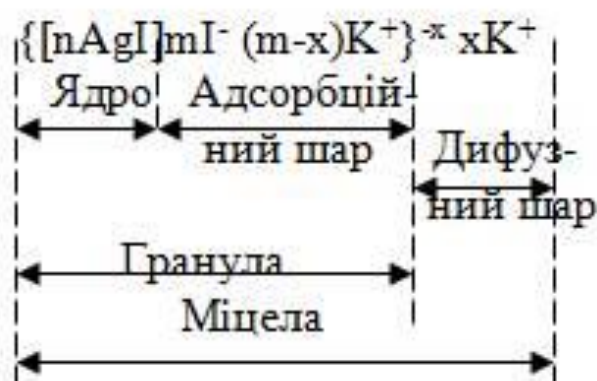 {[nAgI]mI⁻ (m-x)K⁺}⁻ˣ xK⁺
Ядро Адсорбцій-
ний шар Дифуз-
ний шар
Гранула
Міцела